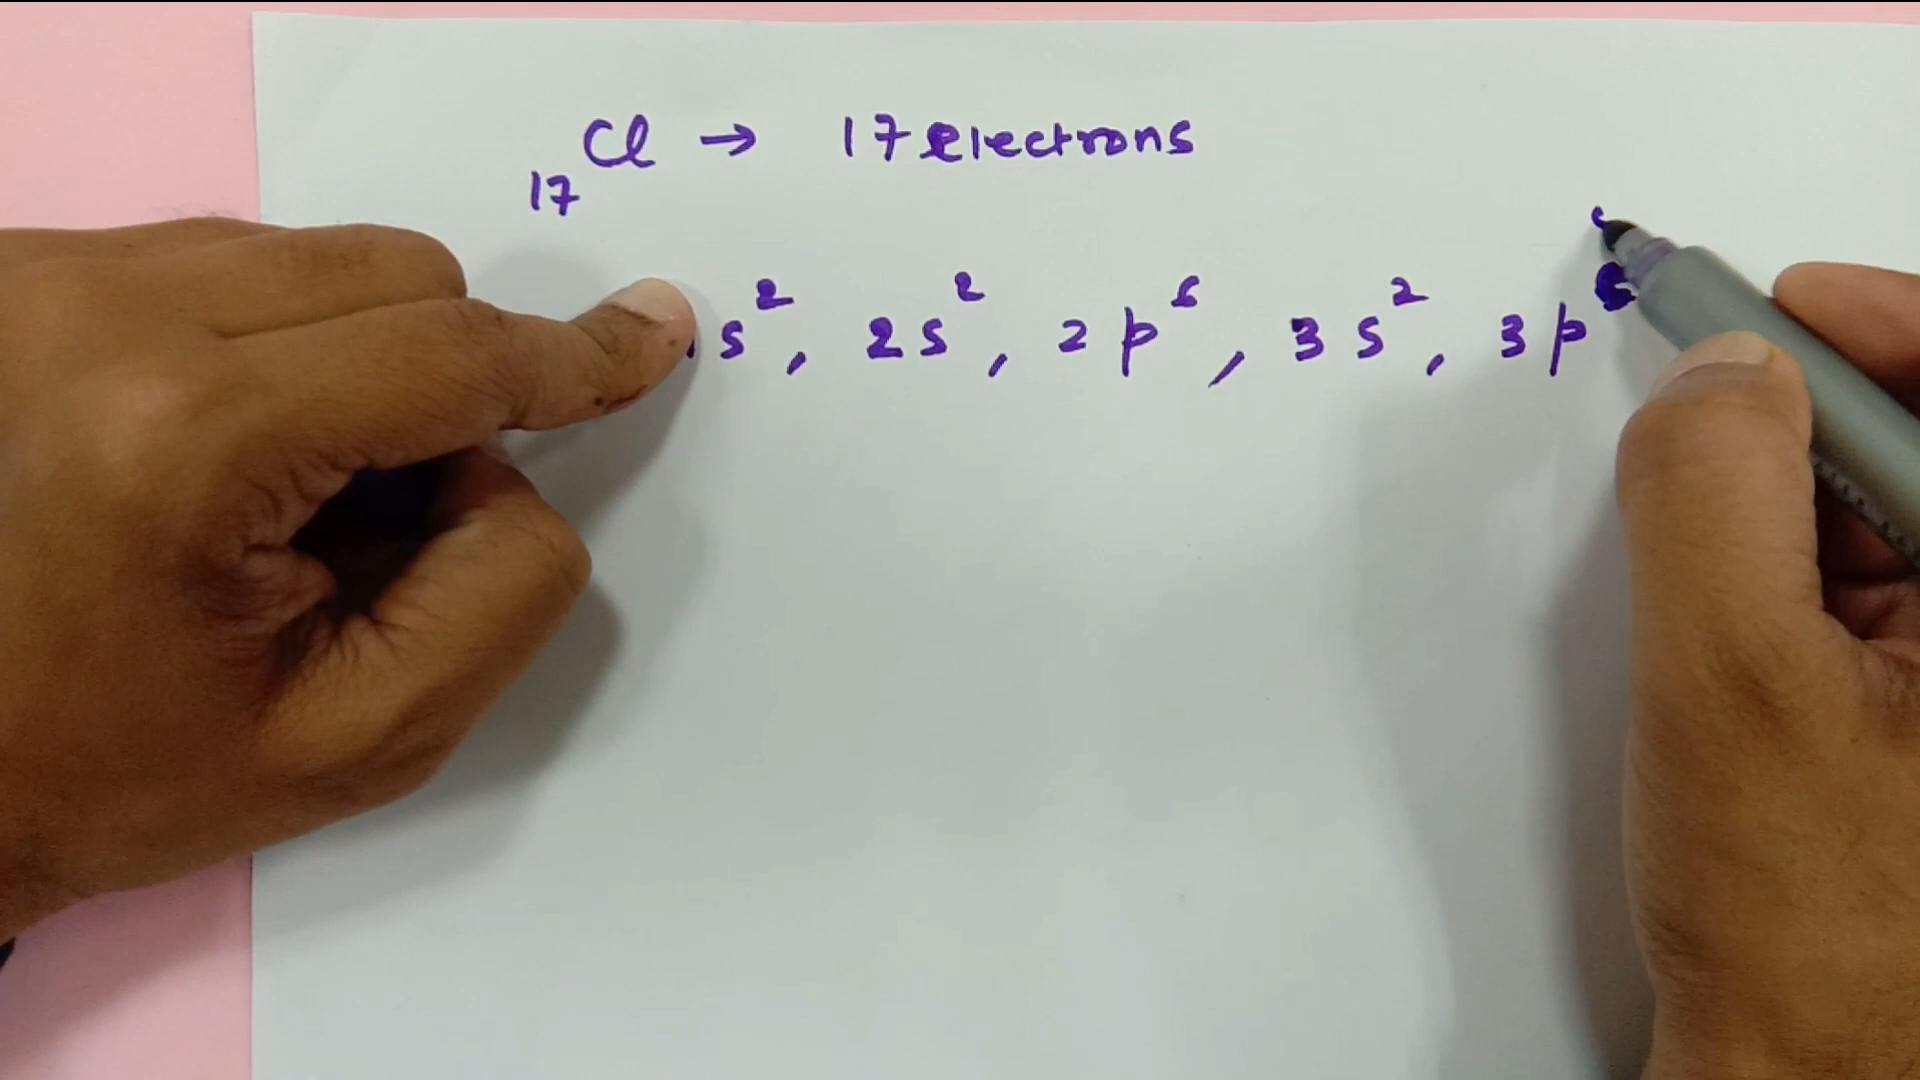 ₁₇Cl → 17 electrons
s², 2s², 2p⁶, 3s², 3p